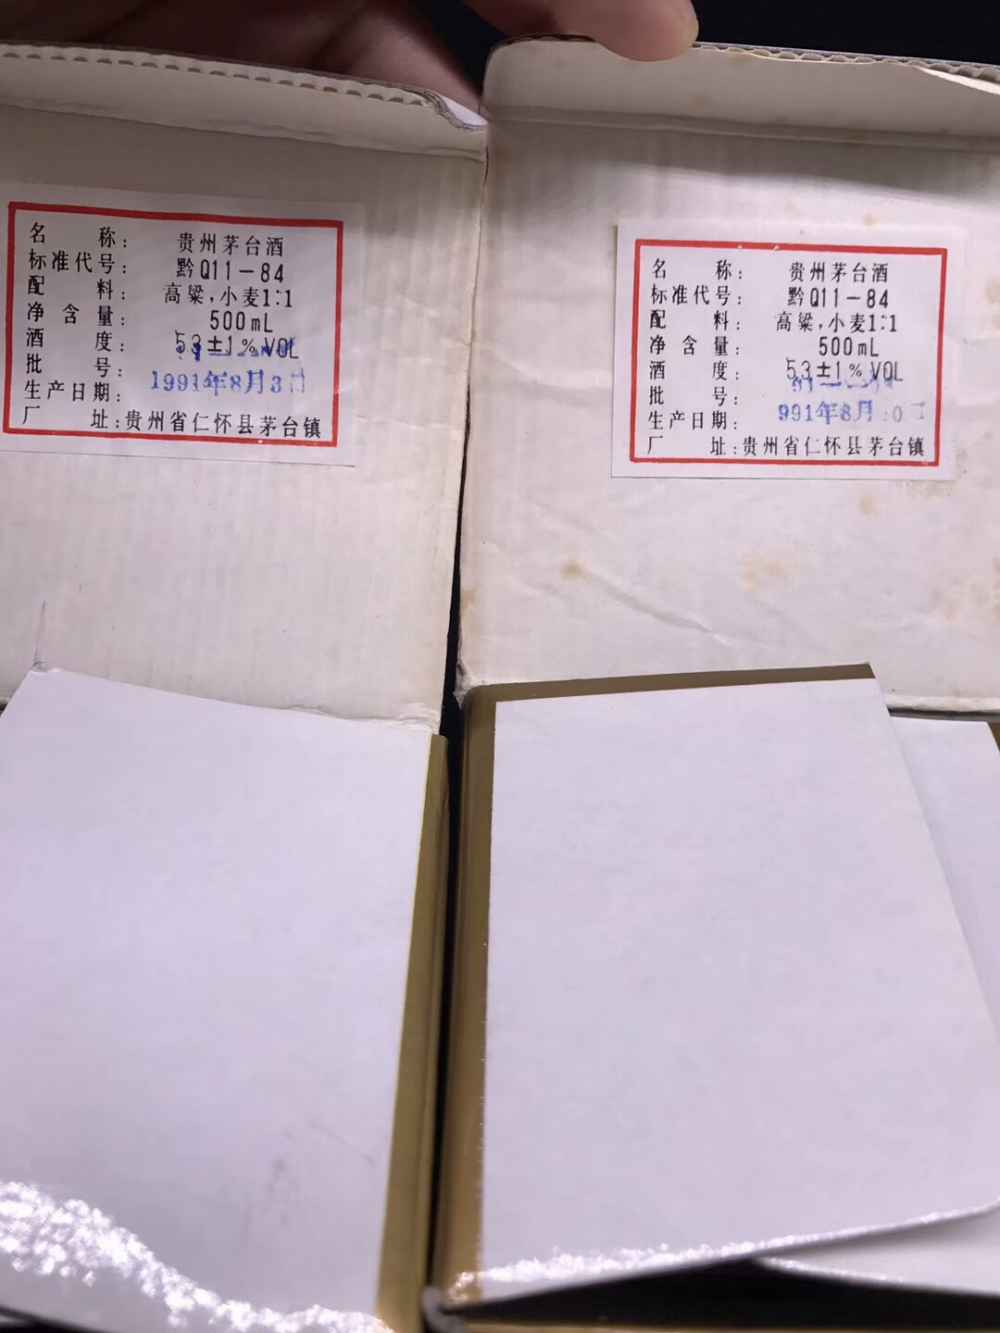 名 称: 贵州茅台酒
标准代号: 黔Q11-84
配 料: 高粱,小麦1:1
净 含 量: 500mL
酒 度: 53±1%VOL
批 号:
生产日期: 1991年8月3日
厂 址:贵州省仁怀县茅台镇
名 称: 贵州茅台酒
标准代号: 黔Q11-84
配 料: 高粱,小麦1:1
净 含 量: 500mL
酒 度: 53±1%VOL
批 号:
生产日期: 991年8月
厂 址:贵州省仁怀县茅台镇